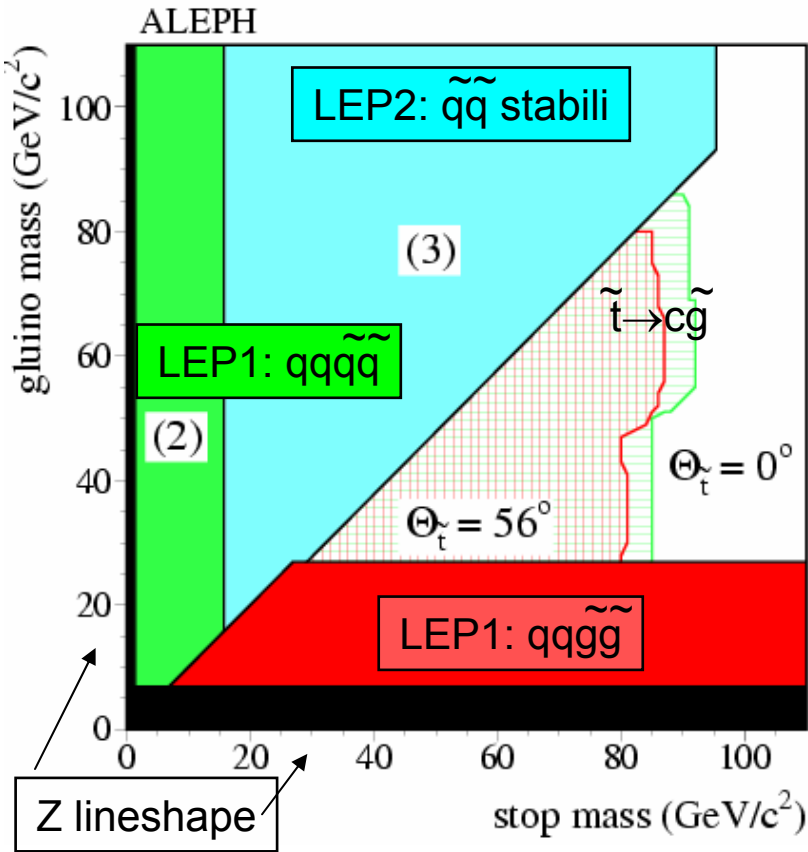 ALEPH
gluino mass (GeV/c²)
100
80
60
40
20
0
LEP2: q̃q̃ stabili
(3)
t̃→cg̃
LEP1: qqq̃q̃
(2)
Θt̃ = 0°
Θt̃ = 56°
LEP1: qqg̃g̃
0 20 40 60 80 100
Z lineshape
stop mass (GeV/c²)